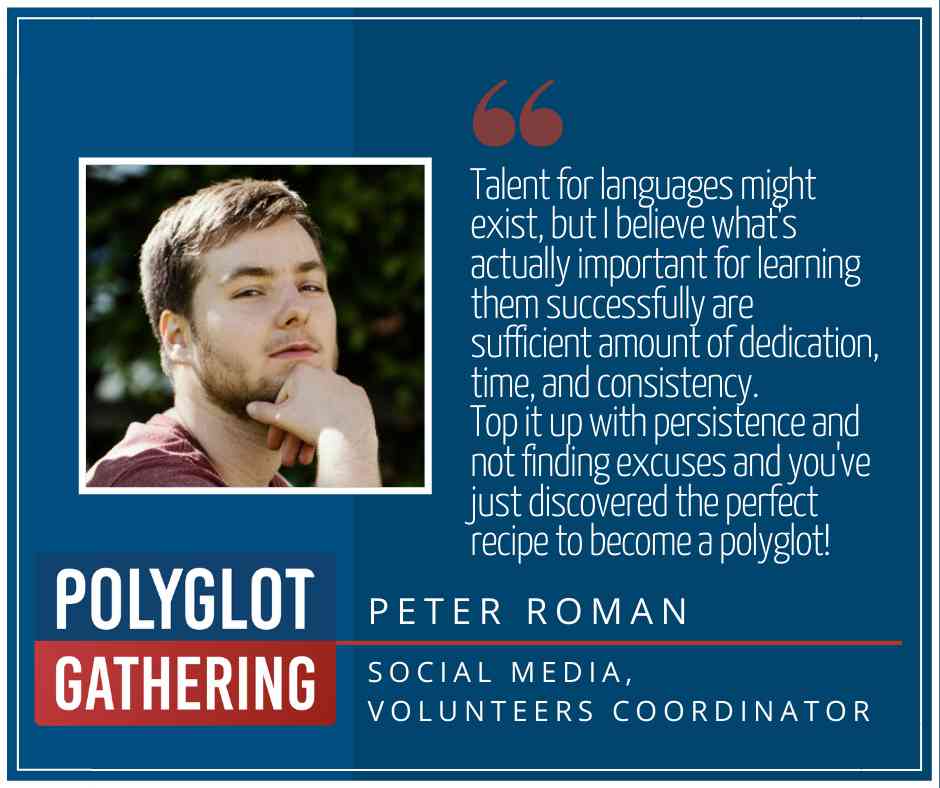 Talent for languages might
exist, but I believe what's
actually important for learning
them successfully are
sufficient amount of dedication,
time, and consistency.
Top it up with persistence and
not finding excuses and you've
just discovered the perfect
recipe to become a polyglot!
POLYGLOT
GATHERING
PETER ROMAN
SOCIAL MEDIA,
VOLUNTEERS COORDINATOR